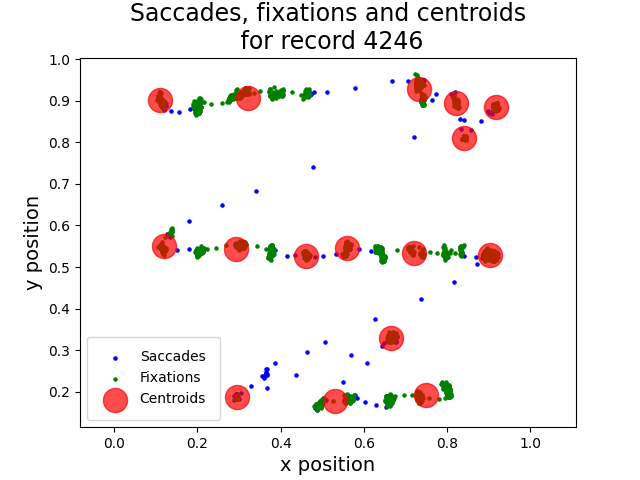 Saccades, fixations and centroids
for record 4246
1.0
0.9
0.8
0.7
0.6
0.5
0.4
0.3
0.2
y position
Saccades
Fixations
Centroids
0.0 0.2 0.4 0.6 0.8 1.0
x position